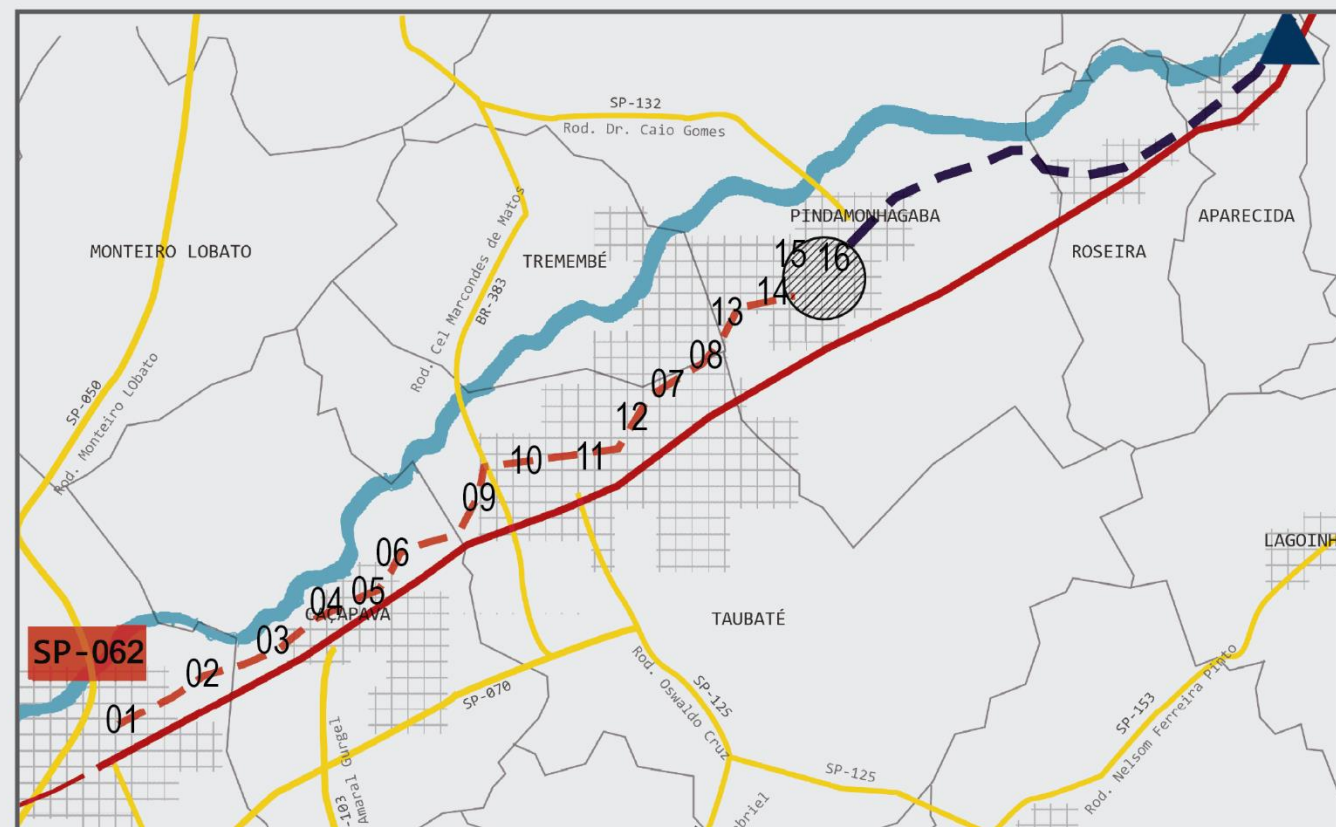 SP-132
Rod. Dr. Caio Gomes
PINDAMONHAGABA
APARECIDA
MONTEIRO LOBATO
TREMEMBÉ
ROSEIRA
Rod. Cel Marcondes de Matos
BR-383
15
16
14
13
08
07
12
SP-050
Rod. Monteiro LObato
10
11
09
06
05
04
CAÇAPAVA
03
02
01
SP-062
LAGOINH
TAUBATÉ
SP-070
SP-125
Rod. Oswaldo Cruz
SP-125
SP-153
Rod. Nelsom Ferreira Pinto
Amaral Gurgel
-103
briel